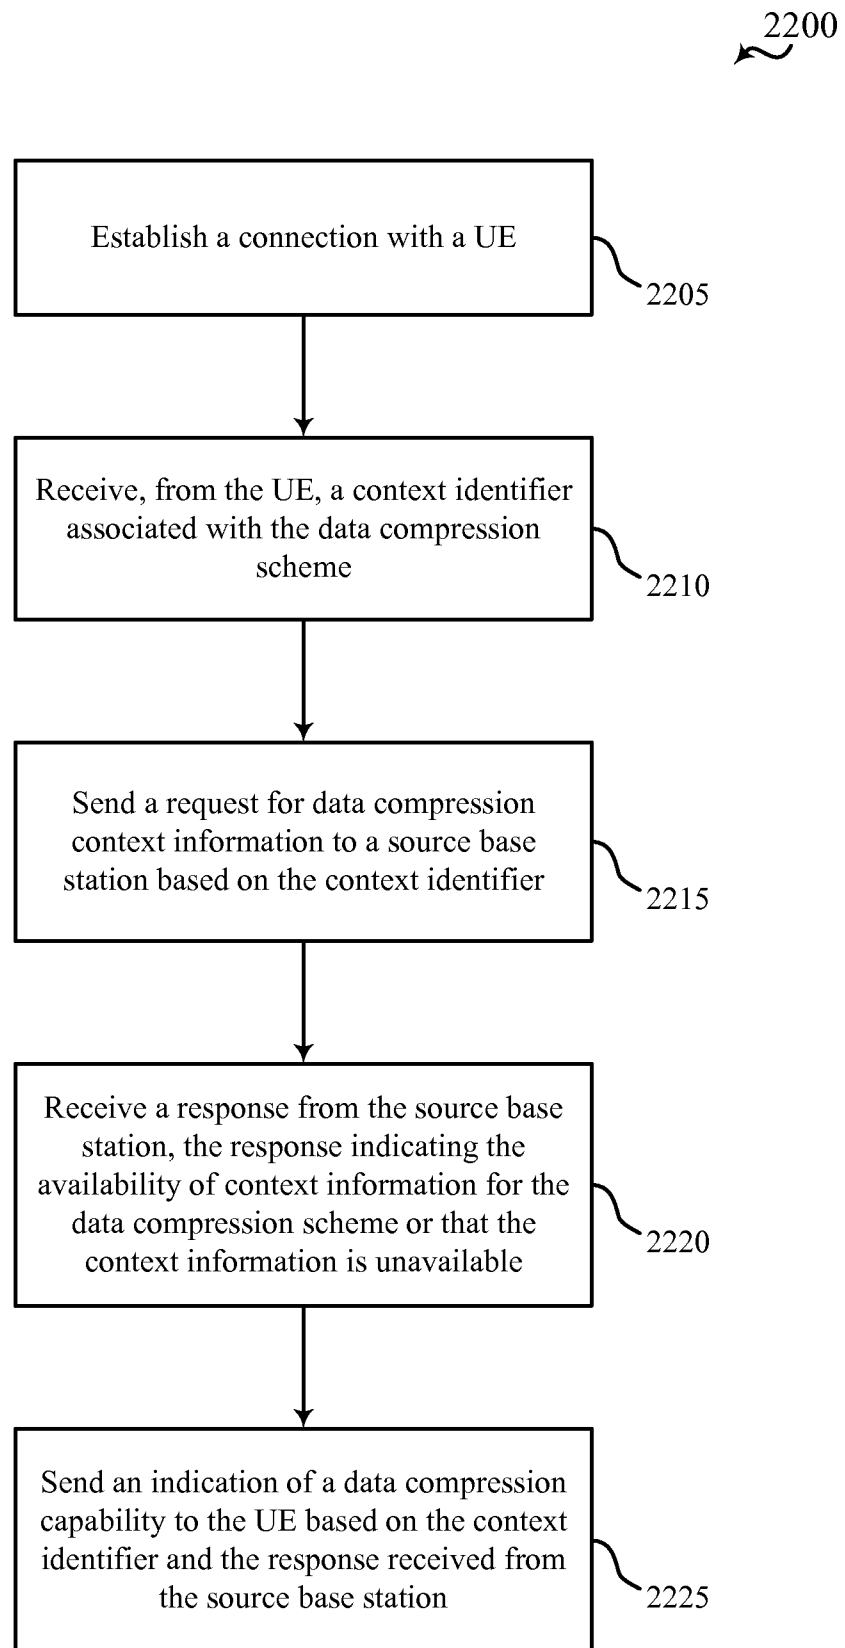 2200
Establish a connection with a UE
2205
Receive, from the UE, a context identifier
associated with the data compression
scheme
2210
Send a request for data compression
context information to a source base
station based on the context identifier
2215
Receive a response from the source base
station, the response indicating the
availability of context information for the
data compression scheme or that the
context information is unavailable
2220
Send an indication of a data compression
capability to the UE based on the context
identifier and the response received from
the source base station
2225